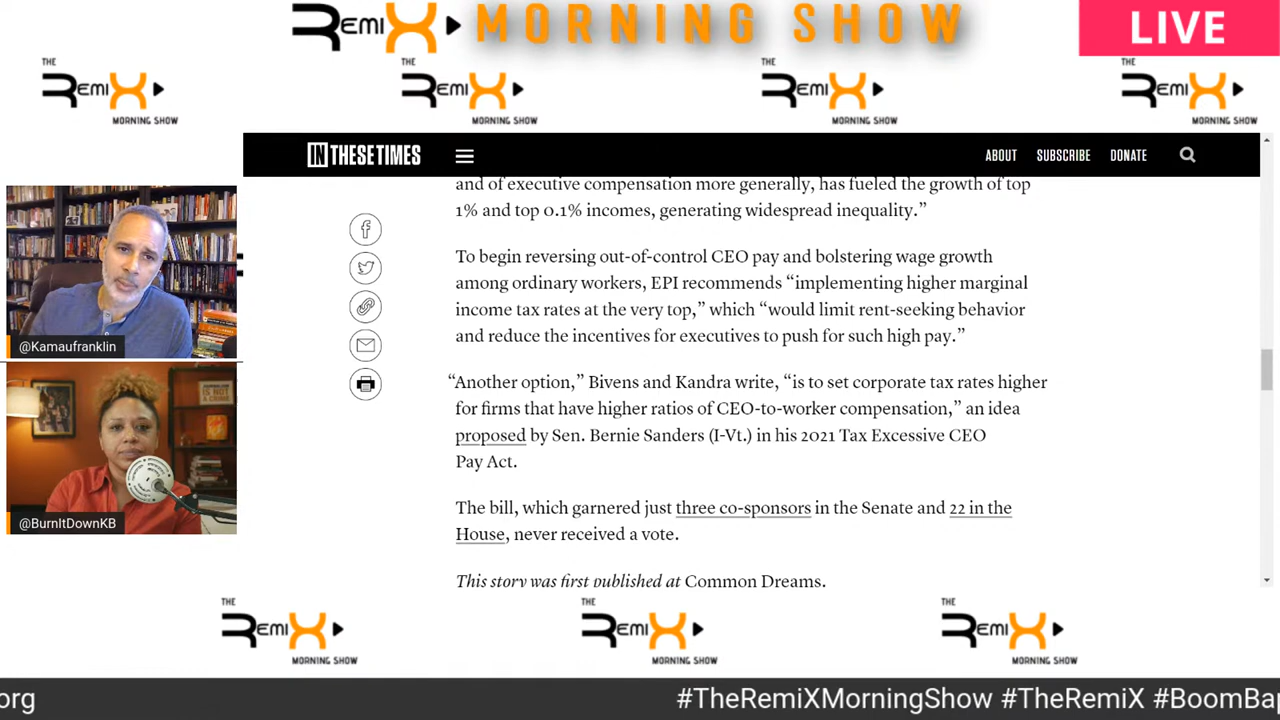 REMIX MORNING SHOW
LIVE
THE
REMIX
MORNING SHOW
THE
REMIX
MORNING SHOW
THE
REMIX
MORNING SHOW
THE
REMIX
MORNING SHOW
IN THESE TIMES
ABOUT SUBSCRIBE DONATE
and of executive compensation more generally, has fueled the growth of top
1% and top 0.1% incomes, generating widespread inequality.”
To begin reversing out-of-control CEO pay and bolstering wage growth
among ordinary workers, EPI recommends “implementing higher marginal
income tax rates at the very top,” which “would limit rent-seeking behavior
and reduce the incentives for executives to push for such high pay.”
“Another option,” Bivens and Kandra write, “is to set corporate tax rates higher
for firms that have higher ratios of CEO-to-worker compensation,” an idea
proposed by Sen. Bernie Sanders (I-Vt.) in his 2021 Tax Excessive CEO
Pay Act.
The bill, which garnered just three co-sponsors in the Senate and 22 in the
House, never received a vote.
This story was first published at Common Dreams.
@Kamaufranklin
JOURNALISM
IS NOT
A CRIME
@BurnItDownKB
THE
REMIX
MORNING SHOW
THE
REMIX
MORNING SHOW
THE
REMIX
MORNING SHOW
org #TheRemiXMorningShow #TheRemiX #BoomBap